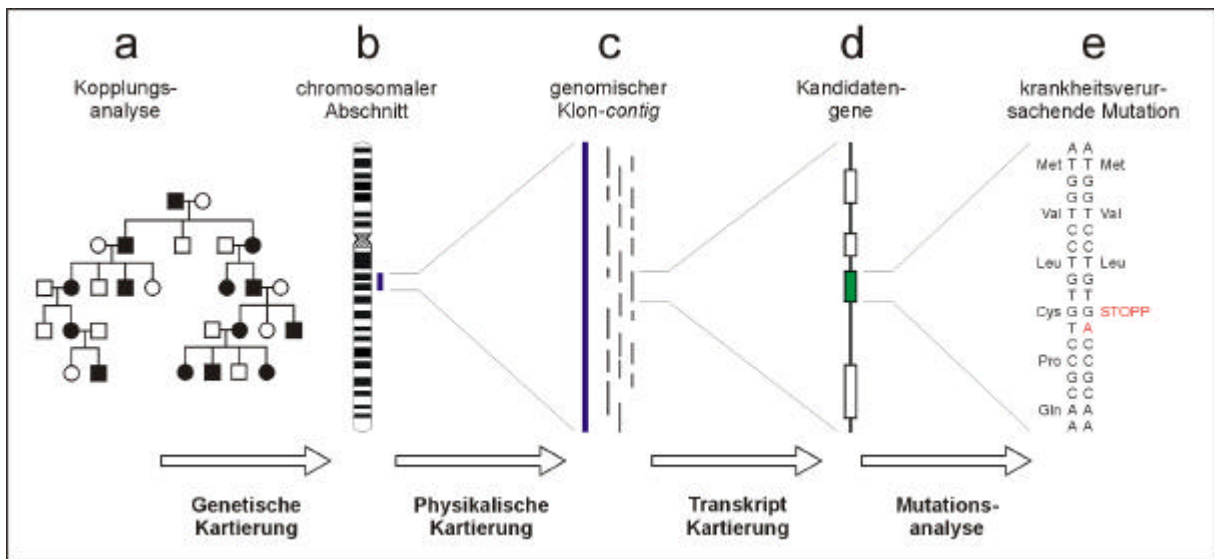 a
Kopplungs-
analyse
b
chromosomaler
Abschnitt
c
genomischer
Klon-contig
d
Kandidaten-
gene
e
krankheitsverur-
sachende Mutation
A A
Met T T Met
G G
G G
Val T T Val
C C
C C
Leu T T Leu
G G
T T
Cys G G STOPP
T A
C C
Pro C C
G G
C C
Gln A A
A A
Genetische
Kartierung
Physikalische
Kartierung
Transkript
Kartierung
Mutations-
analyse